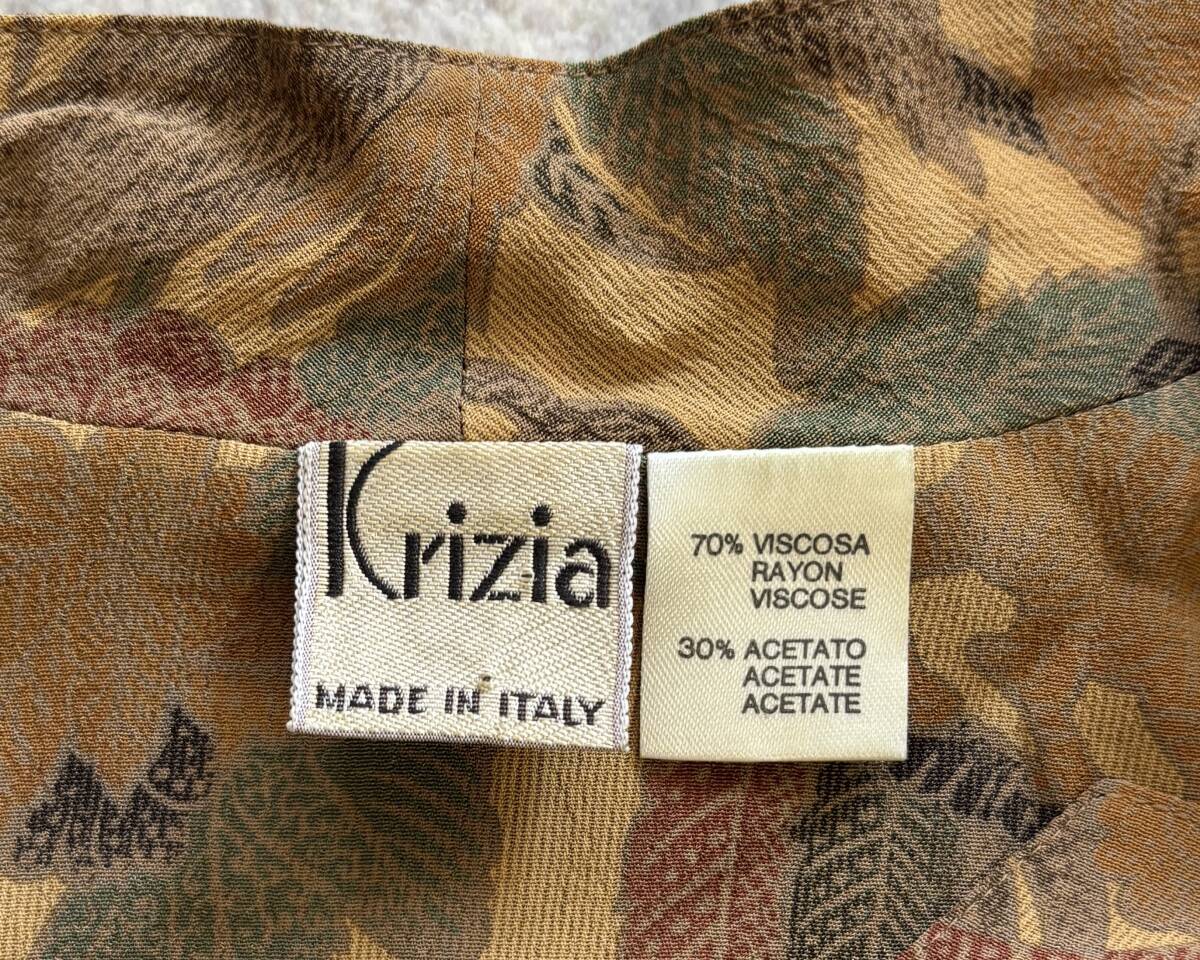 Krizia
MADE IN ITALY
70% VISCOSA
RAYON
VISCOSE
30% ACETATO
ACETATE
ACETATE